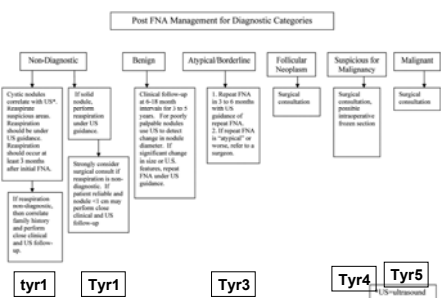 Post FNA Management for Diagnostic Categories
Non-Diagnostic
Benign
Atypical/Borderline
Follicular
Neoplasm
Suspicious for
Malignancy
Malignant
Cystic nodules
correlate with US*.
Reaspirate
suspicious areas.
Respiration
should be under
US guidance.
Respiration
should occur at
least 3 months
after initial FNA.
If solid
nodule,
perform
respiration
under US
guidance.
Clinical follow-up
at 6-18 month
intervals for 3 to 5
years. For poorly
palpable nodules
use US to detect
change in nodule
diameter. If
significant change
in size or U.S.
features, repeat
FNA under US
guidance.
1. Repeat FNA
in 3 to 6 months
with US
guidance of
repeat FNA.
2. If repeat FNA
is "atypical" or
worse, refer to a
surgeon.
Surgical
consultation
Surgical
consultation,
possible
intraoperative
frozen section
Surgical
consultation
Strongly consider
surgical consult if
respiration is non-
diagnostic. If
patient reliable and
nodule <1 cm may
perform close
clinical and US
follow-up
If respiration
non-diagnostic,
then correlate
family history
and perform
close clinical
and US follow-
up.
tyr1
Tyr1
Tyr3
Tyr4
Tyr5
*US=ultrasound